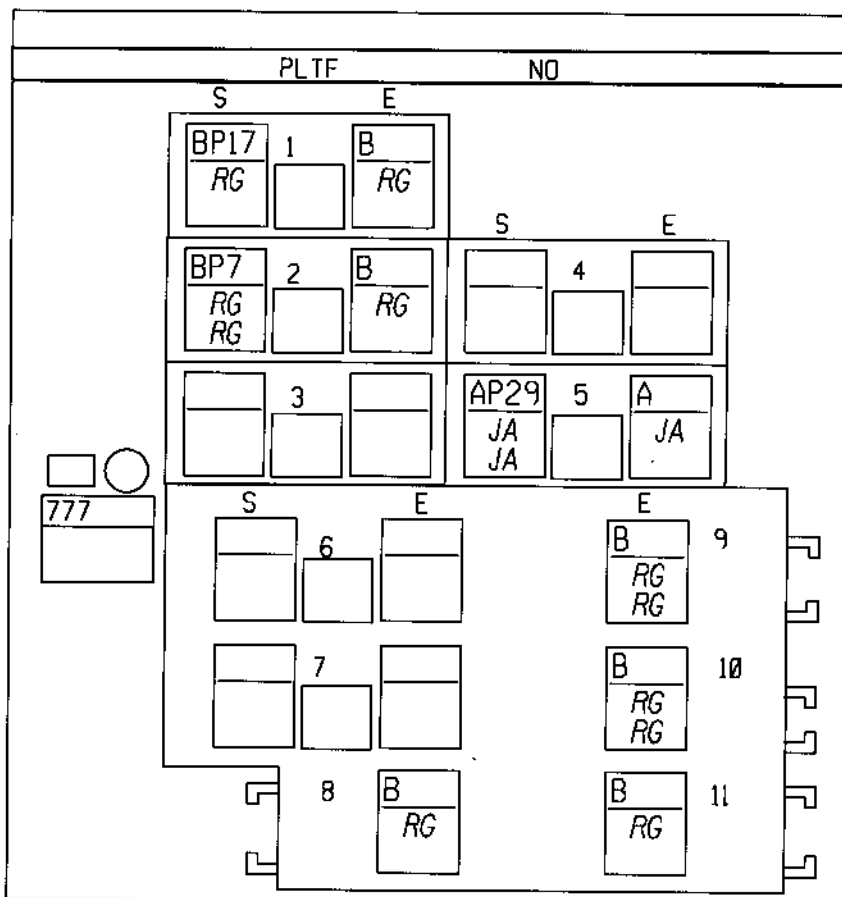 PLTF NO
S E
BP17 1 B
RG RG
S E
BP7 2 B 4
RG RG
RG
3 AP29 5 A
JA JA
JA
777
S E E
6 B 9
RG
RG
7 B 10
RG
RG
8 B B 11
RG RG